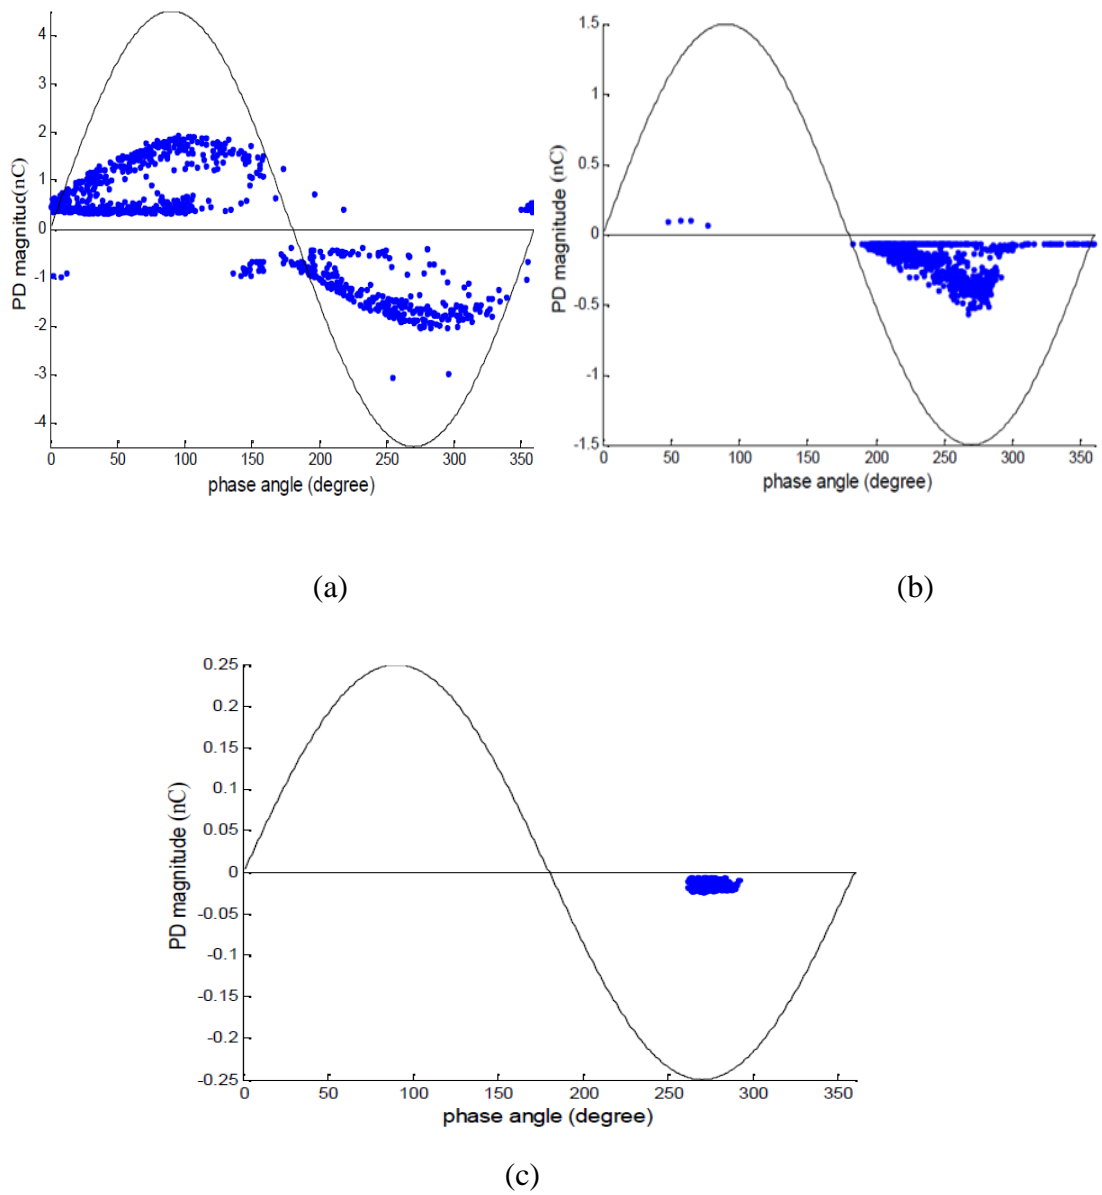 4
3
2
1
0
-1
-2
-3
-4
PD magnituc(nC)
0 50 100 150 200 250 300 350
phase angle (degree)
(a)
1.5
1
0.5
0
-0.5
-1
-1.5
PD magnitude (nC)
0 50 100 150 200 250 300 350
phase angle (degree)
(b)
0.25
0.2
0.15
0.1
0.05
0
-0.05
-0.1
-0.15
-0.2
-0.25
PD magnitude (nC)
0 50 100 150 200 250 300 350
phase angle (degree)
(c)